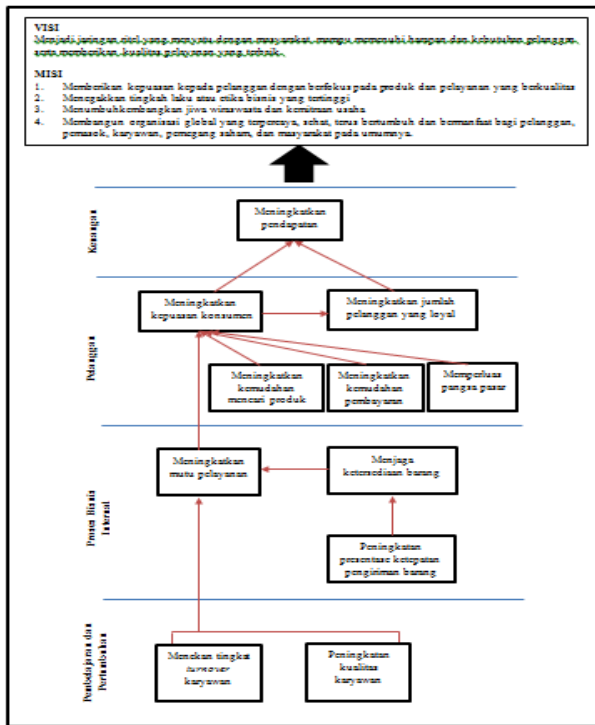 VISI
Menjadi jaringan ritel yang menyatu dengan masyarakat, mampu memenuhi harapan dan kebutuhan pelanggan,
serta memberikan kualitas pelayanan yang terbaik.
MISI
1. Memberikan kepuasan kepada pelanggan dengan berfokus pada produk dan pelayanan yang berkualitas
2. Menegakkan tingkah laku atau etika bisnis yang tertinggi
3. Menumbuhkembangkan jiwa wiraswasta dan kemitraan usaha
4. Membangun organisasi global yang terpercaya, sehat, terus bertumbuh dan bermanfaat bagi pelanggan,
pemasok, karyawan, pemegang saham, dan masyarakat pada umumnya.
Keuangan
Meningkatkan
pendapatan
Pelanggan
Meningkatkan
kepuasan konsumen
Meningkatkan jumlah
pelanggan yang loyal
Meningkatkan
kemudahan
mencari produk
Meningkatkan
kemudahan
pembayaran
Memperluas
pangsa pasar
Proses Bisnis
Internal
Meningkatkan
mutu pelayanan
Menjaga
ketersediaan barang
Peningkatan
presentase ketepatan
pengiriman barang
Pembelajaran dan
Pertumbuhan
Menekan tingkat
turnover
karyawan
Peningkatan
kualitas
karyawan